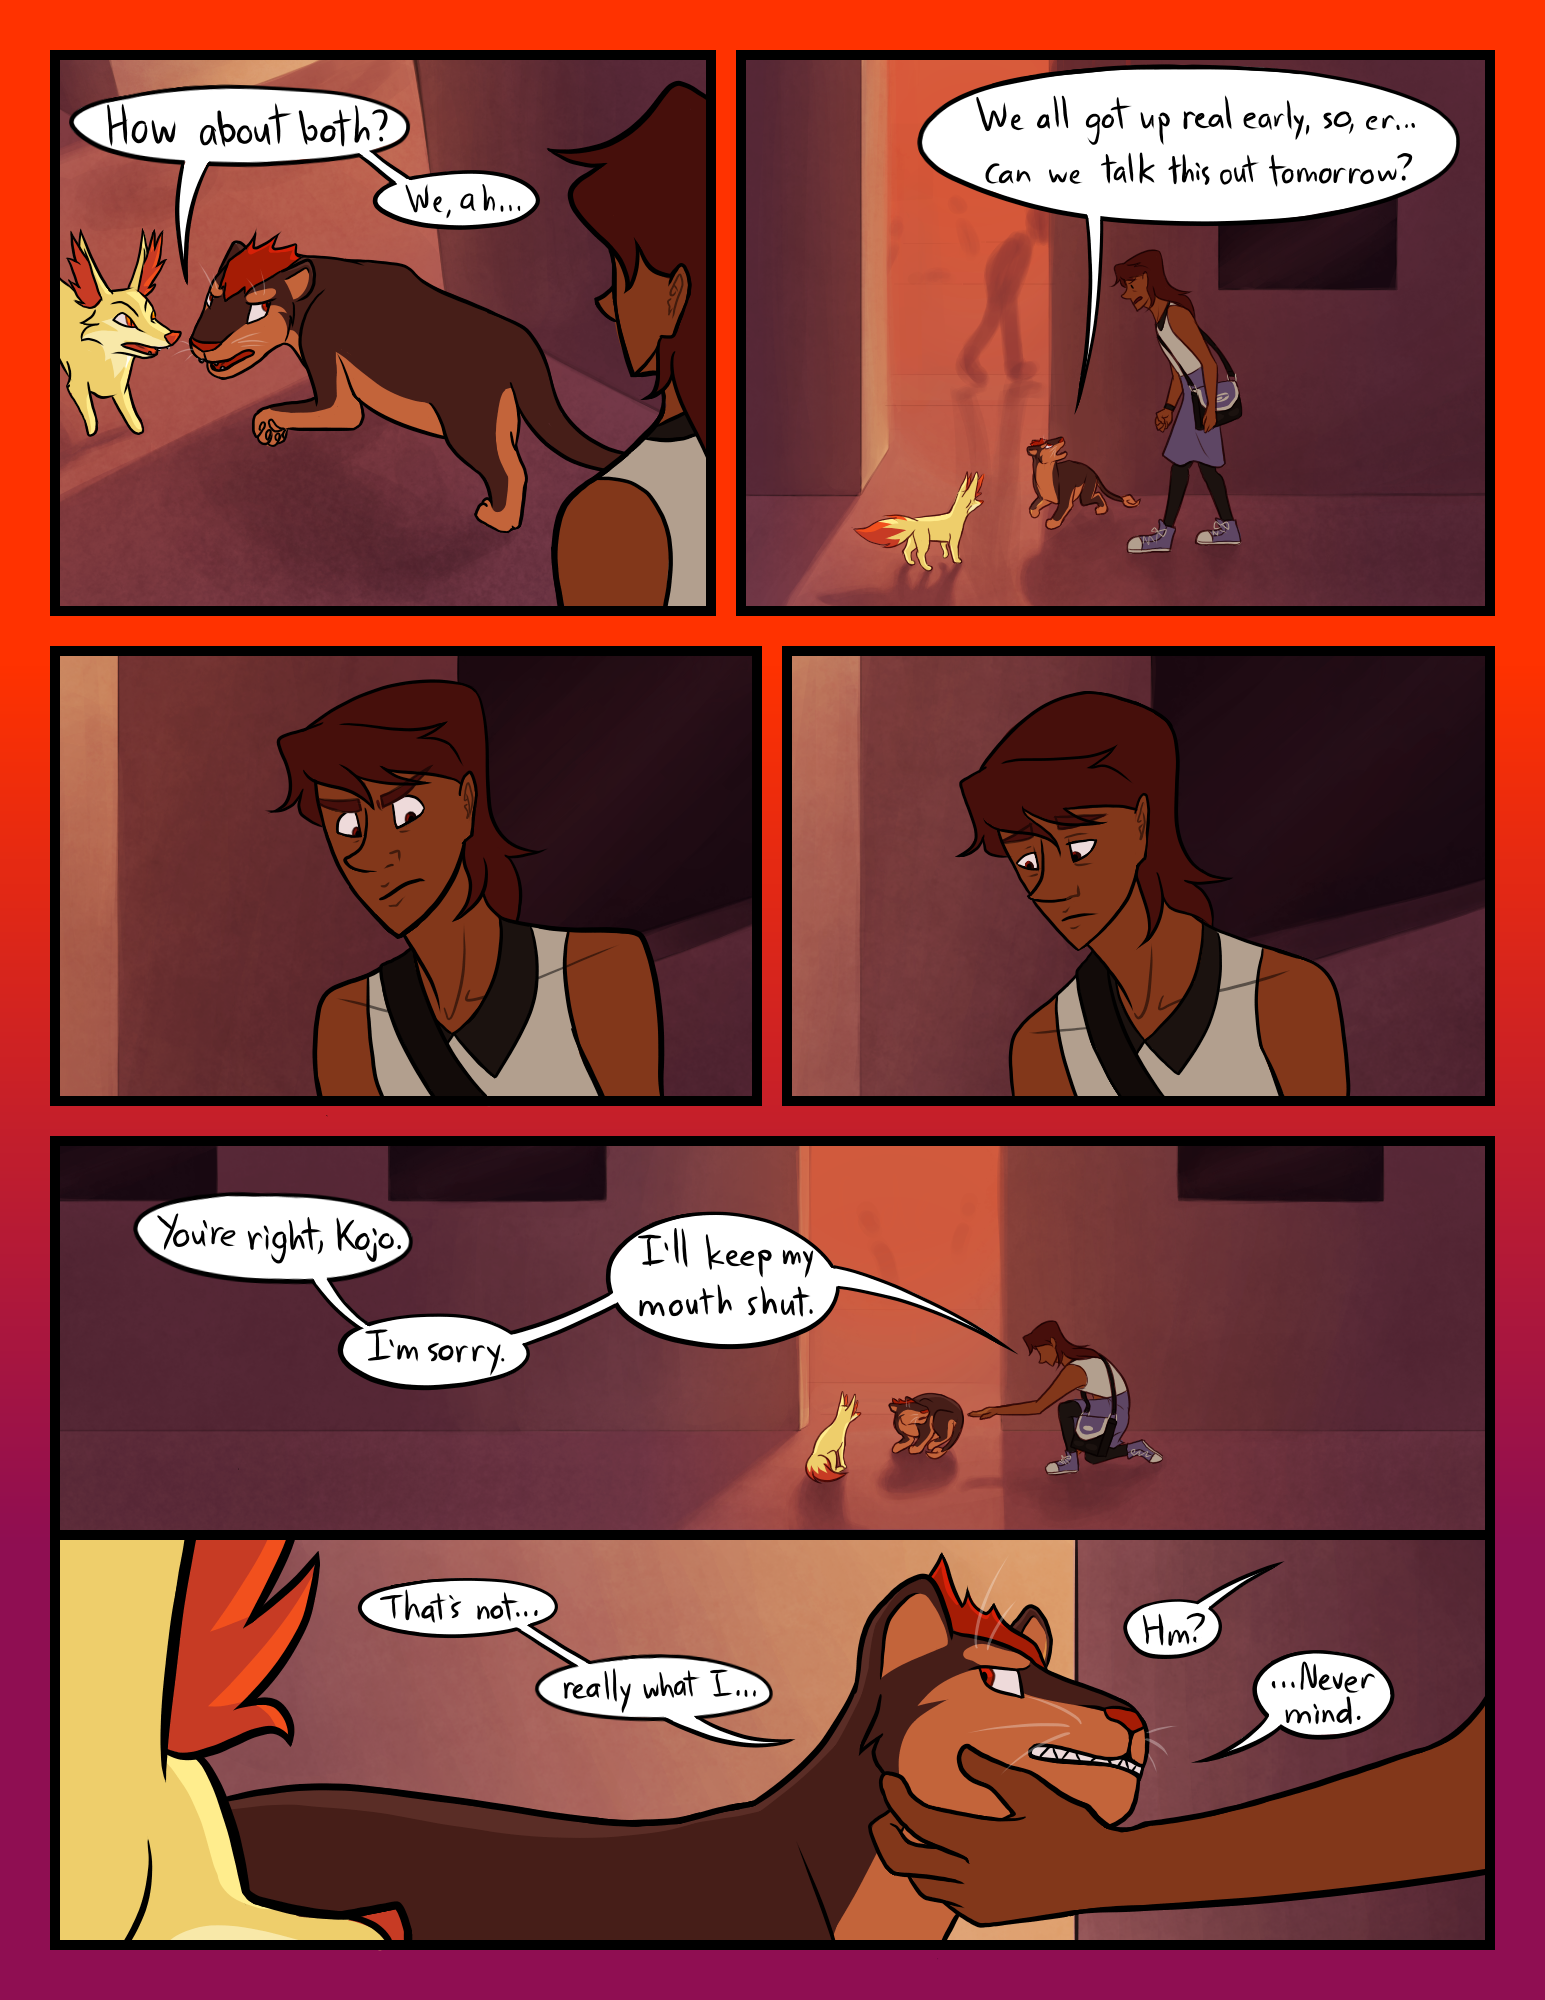 How about both?
We, ah...
We all got up real early, so, er...
can we talk this out tomorrow?
You're right, Kojo.
I'm sorry.
I'll keep my
mouth shut.
That's not...
really what I...
Hm?
...Never
mind.